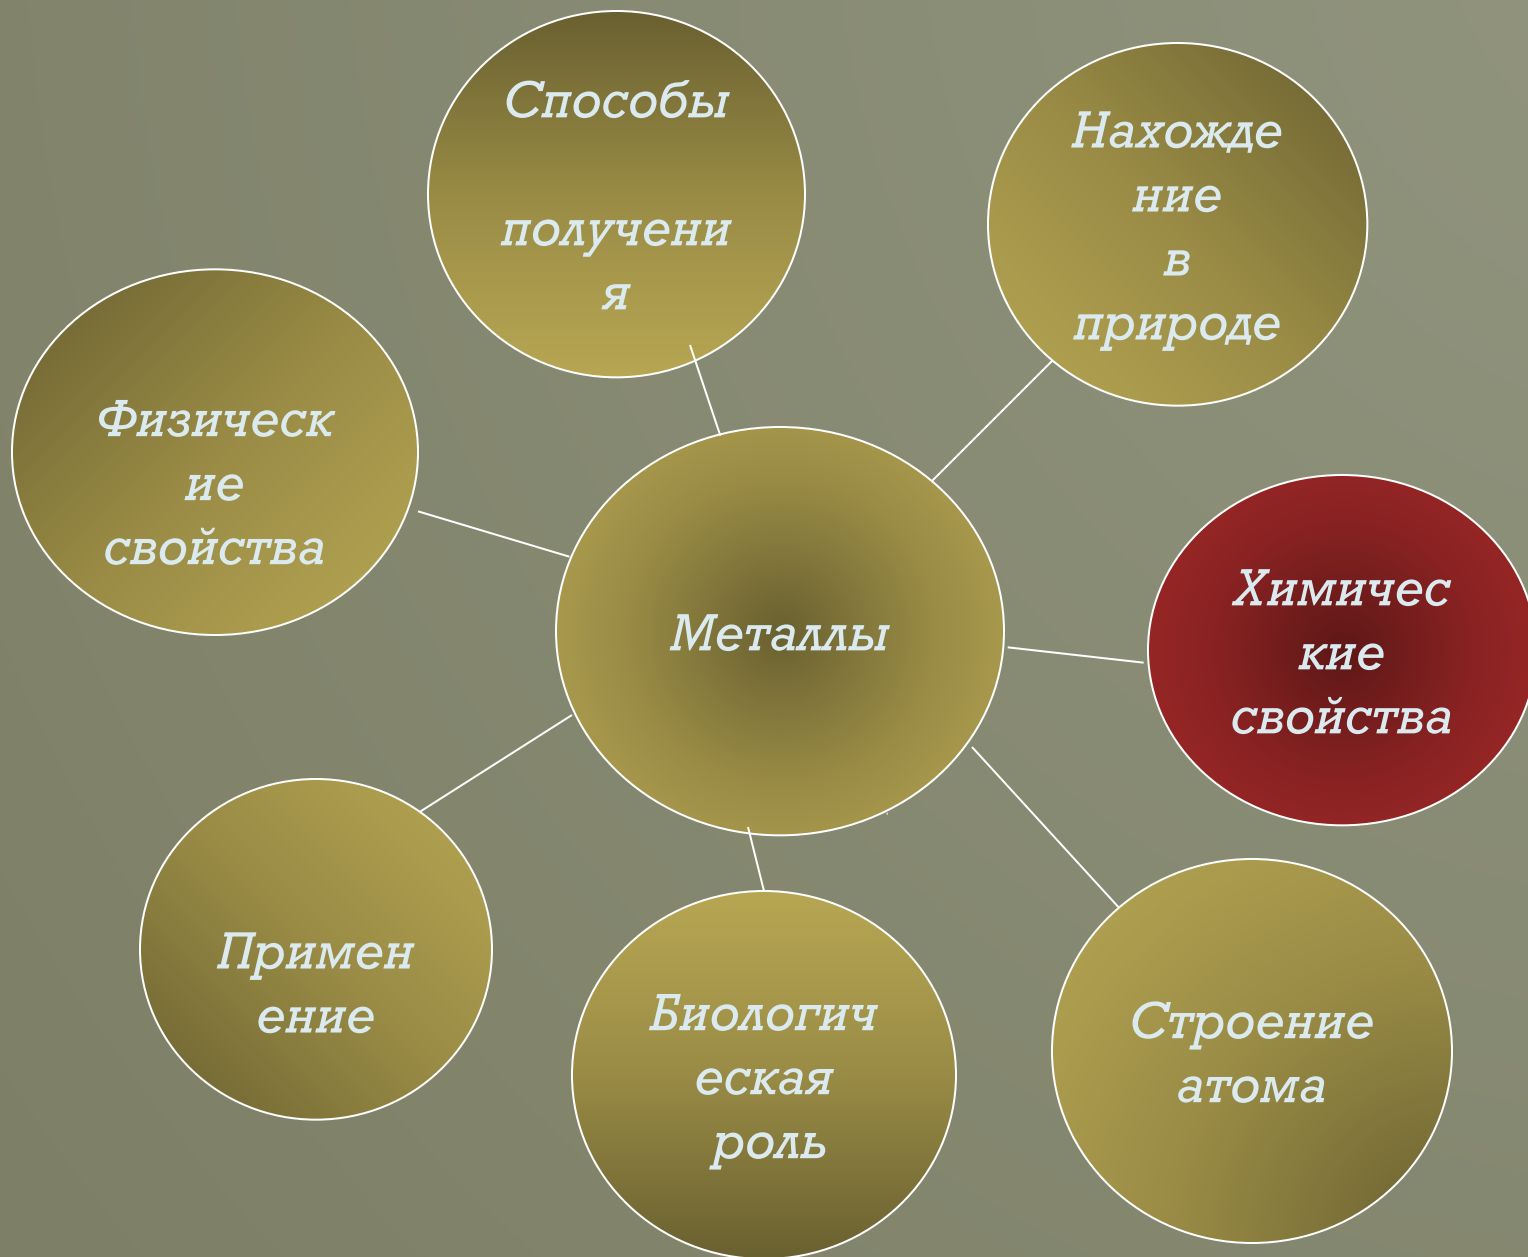 Способы
получени
я
Нахожде
ние
в
природе
Физическ
ие
свойства
Металлы
Химичес
кие
свойства
Примен
ение
Биологич
еская
роль
Строение
атома